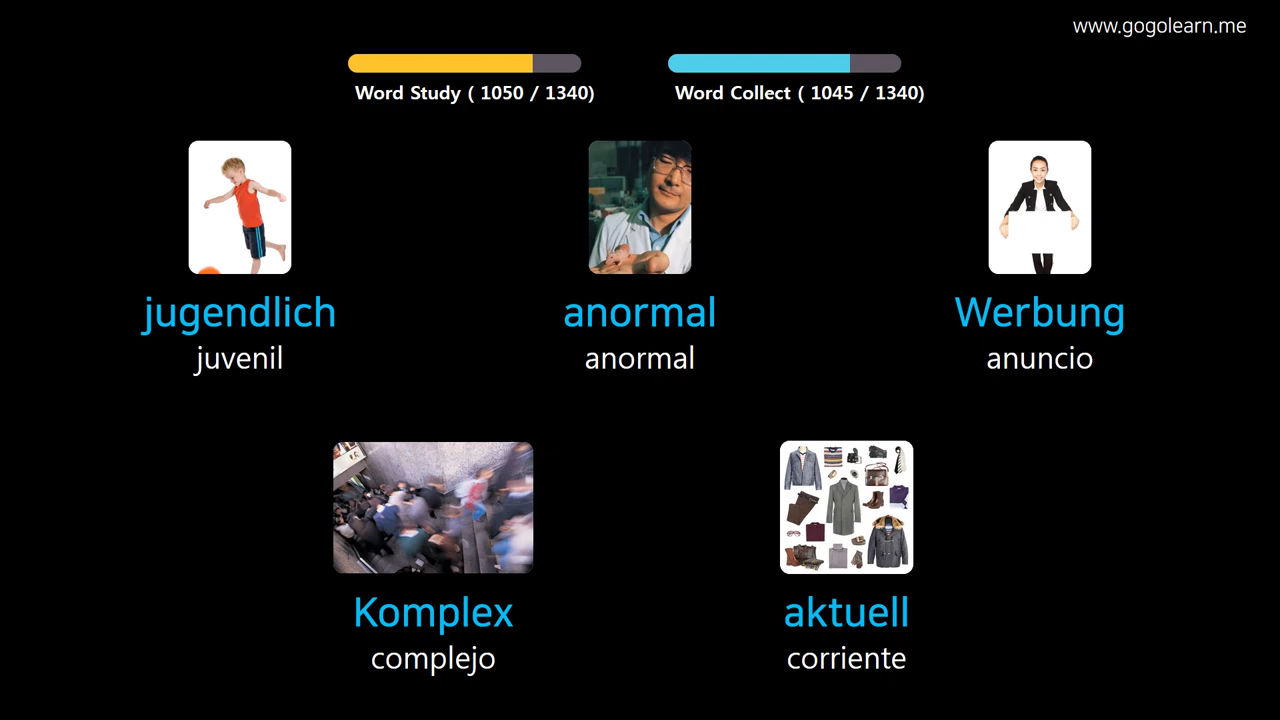 www.gogolearn.me
Word Study ( 1050 / 1340)
Word Collect ( 1045 / 1340)
jugendlich
juvenil
anormal
anormal
Werbung
anuncio
Komplex
complejo
aktuell
corriente